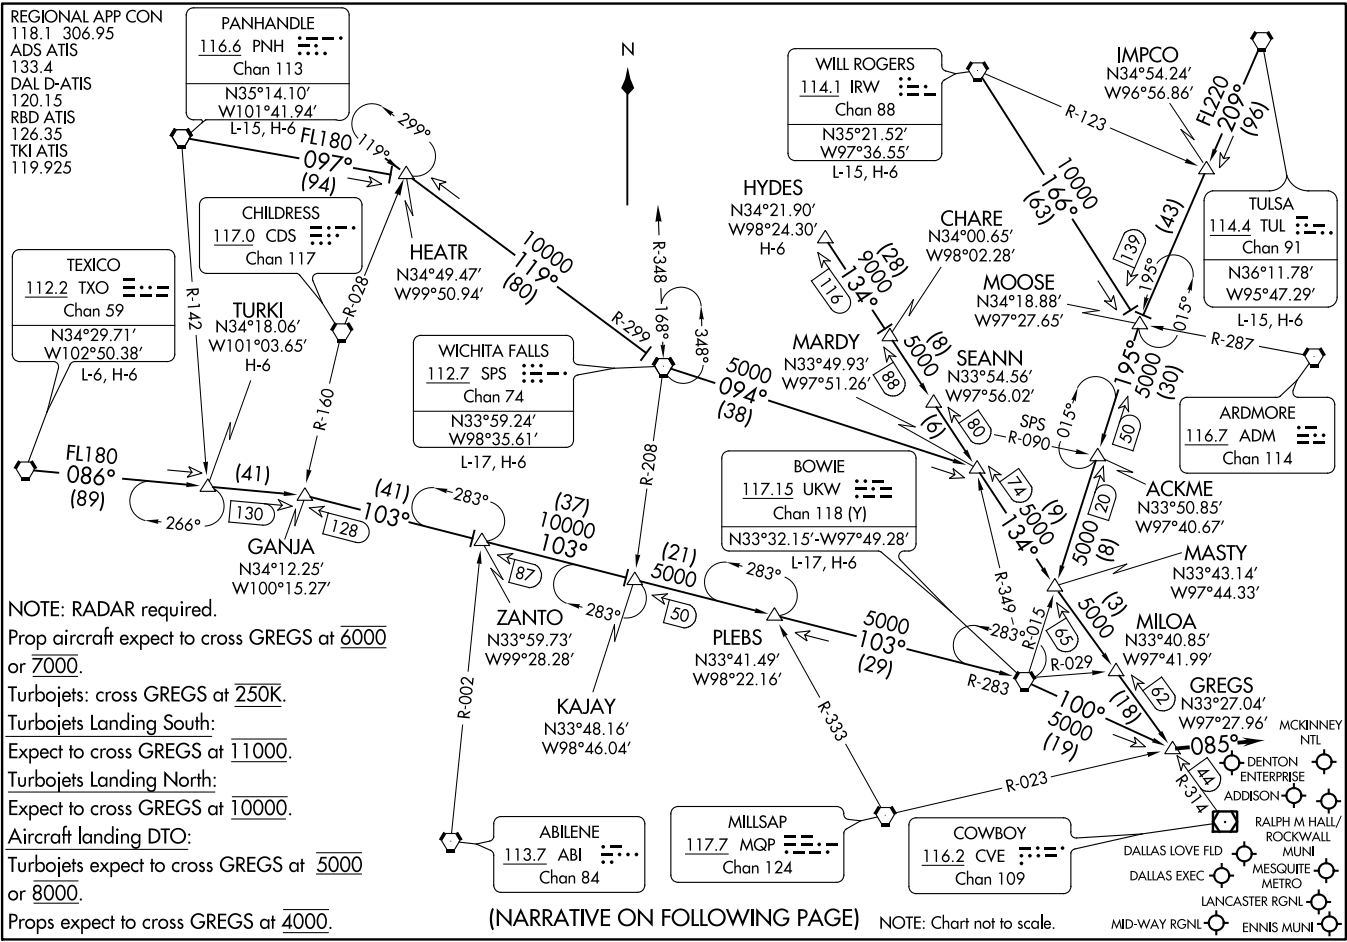 REGIONAL APP CON
118.1 306.95
ADS ATIS
133.4
DAL D-ATIS
120.15
RBD ATIS
126.35
TKI ATIS
119.925
PANHANDLE
116.6 PNH
Chan 113
N35°14.10’
W101°41.94’
L-15, H-6
FL180
097°
(94)
119°
299°
N
WILL ROGERS
114.1 IRW
Chan 88
N35°21.52’
W97°36.55’
L-15, H-6
R-123
10000
166°
(63)
IMPCO
N34°54.24’
W96°56.86’
FL220
209°
(96)
TULSA
114.4 TUL
Chan 91
N36°11.78’
W95°47.29’
L-15, H-6
(43)
139
195°
015°
CHILDRESS
117.0 CDS
Chan 117
R-142
R-028
R-160
HEATR
N34°49.47’
W99°50.94’
10000
119°
(80)
R-299
R-348
168°
348°
HYDES
N34°21.90’
W98°24.30’
H-6
(28)
9000
134°
116
CHARE
N34°00.65’
W98°02.28’
(8)
5000
88
MOOSE
N34°18.88’
W97°27.65’
R-287
ARDMORE
116.7 ADM
Chan 114
TEXICO
112.2 TXO
Chan 59
N34°29.71’
W102°50.38’
L-6, H-6
TURKI
N34°18.06’
W101°03.65’
H-6
WICHITA FALLS
112.7 SPS
Chan 74
N33°59.24’
W98°35.61’
L-17, H-6
R-208
5000
094°
(38)
MARDY
N33°49.93’
W97°51.26’
SEANN
N33°54.56’
W97°56.02’
(6)
80
SPS
R-090
015°
195°
5000
(30)
50
ACKME
N33°50.85’
W97°40.67’
20
5000
(8)
FL180
086°
(89)
266°
(41)
130
128
GANJA
N34°12.25’
W100°15.27’
(41)
103°
283°
87
ZANTO
N33°59.73’
W99°28.28’
(37)
10000
103°
283°
50
KAJAY
N33°48.16’
W98°46.04’
(21)
5000
283°
PLEBS
N33°41.49’
W98°22.16’
5000
103°
(29)
BOWIE
117.15 UKW
Chan 118 (Y)
N33°32.15’-W97°49.28’
L-17, H-6
74
(9)
5000
134°
R-349
283°
R-015
R-283
R-029
65
MASTY
N33°43.14’
W97°44.33’
(3)
5000
MILOA
N33°40.85’
W97°41.99’
62
(18)
100°
5000
(19)
GREGS
N33°27.04’
W97°27.96’
085°
44
R-314
R-002
R-333
R-023
NOTE: RADAR required.
Prop aircraft expect to cross GREGS at 6000
or 7000.
Turbojets: cross GREGS at 250K.
Turbojets Landing South:
Expect to cross GREGS at 11000.
Turbojets Landing North:
Expect to cross GREGS at 10000.
Aircraft landing DTO:
Turbojets expect to cross GREGS at 5000
or 8000.
Props expect to cross GREGS at 4000.
ABILENE
113.7 ABI
Chan 84
MILLSAP
117.7 MQP
Chan 124
COWBOY
116.2 CVE
Chan 109
MCKINNEY
NTL
DENTON
ENTERPRISE
ADDISON
RALPH M HALL/
ROCKWALL
MUNI
DALLAS LOVE FLD
DALLAS EXEC
MESQUITE
METRO
LANCASTER RGNL
MID-WAY RGNL
ENNIS MUNI
(NARRATIVE ON FOLLOWING PAGE)
NOTE: Chart not to scale.